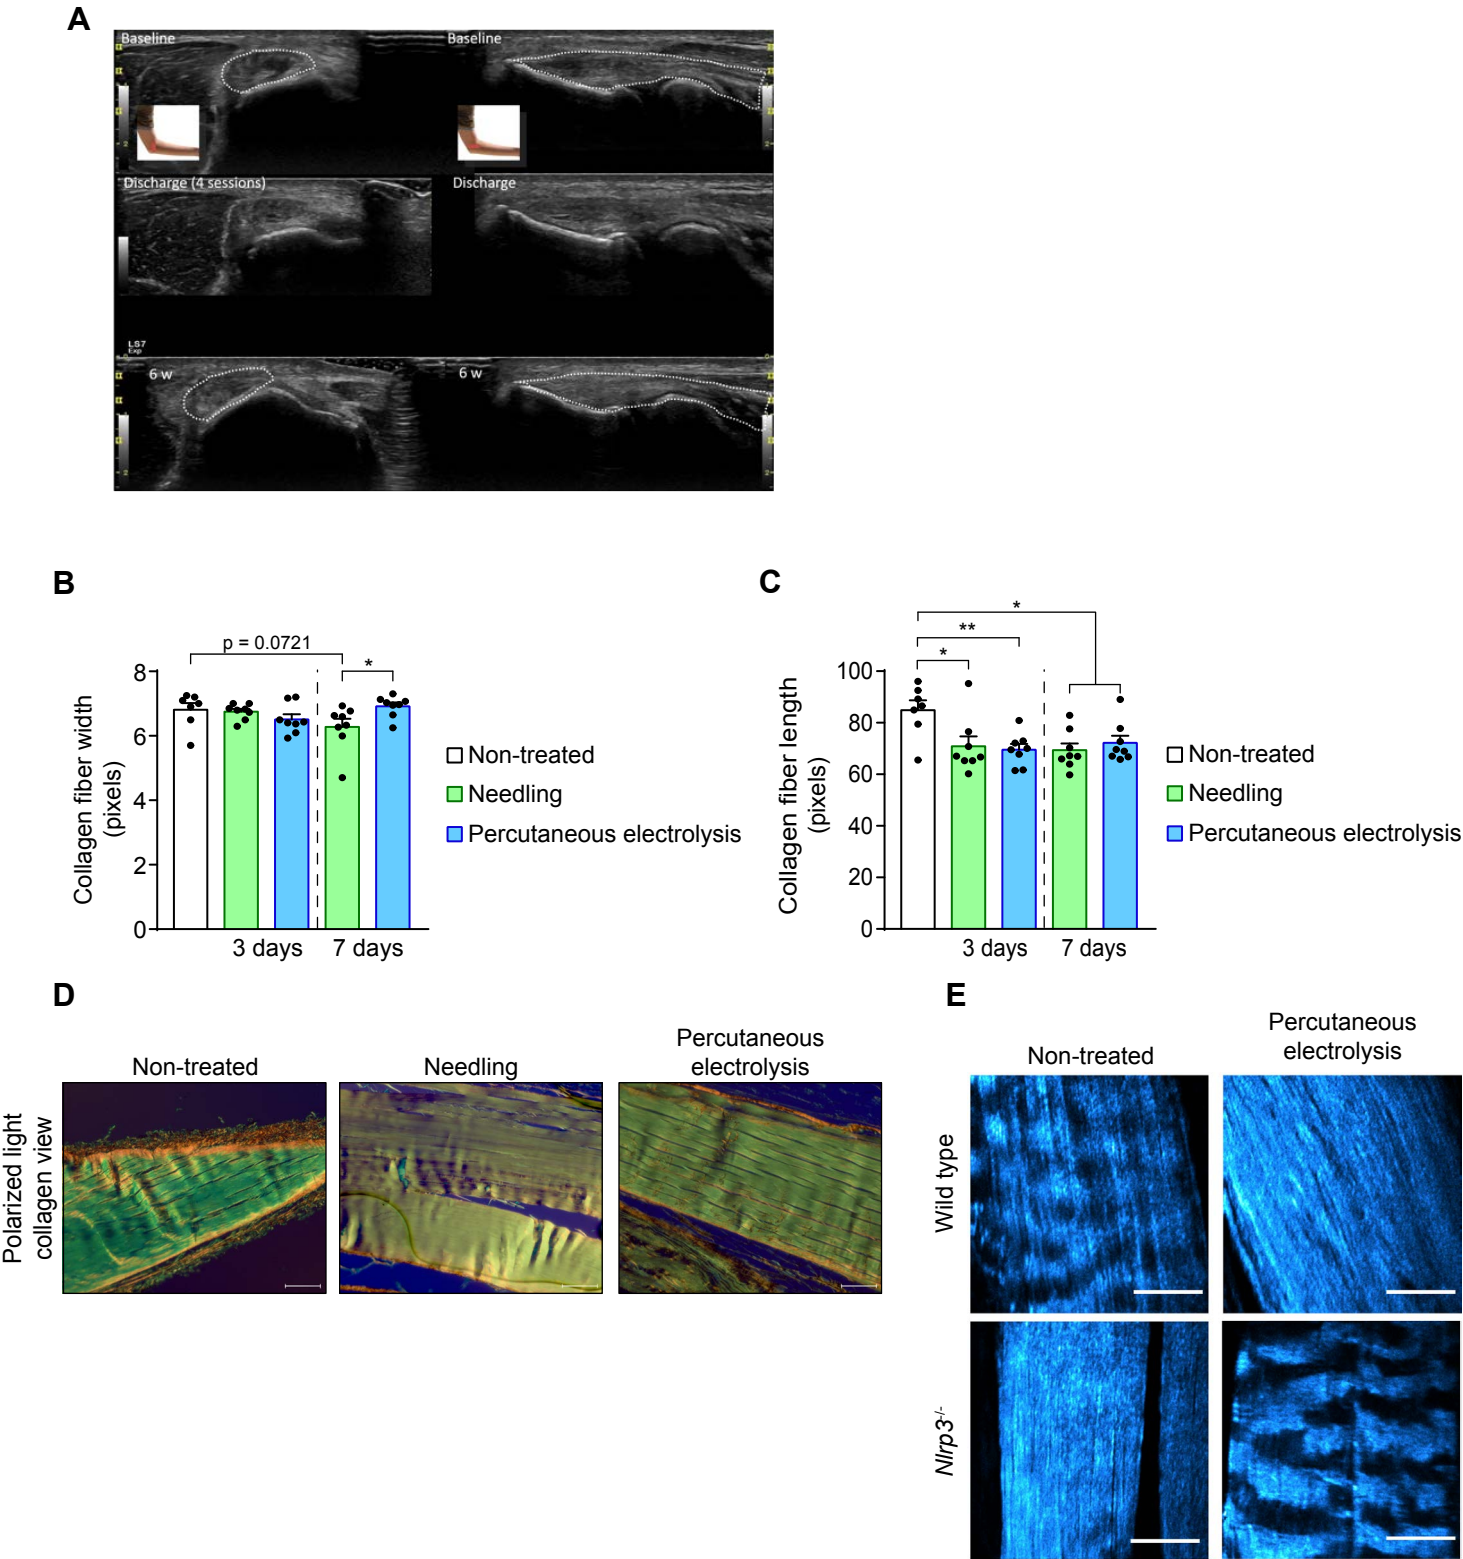 A
Baseline
Baseline
Discharge (4 sessions)
Discharge
LS7
Exp
6 w
6 w
B
p = 0.0721
*
8
6
4
2
0
Collagen fiber width
(pixels)
3 days
7 days
Non-treated
Needling
Percutaneous electrolysis
C
*
**
*
100
80
60
40
20
0
Collagen fiber length
(pixels)
3 days
7 days
Non-treated
Needling
Percutaneous electrolysis
D
Non-treated
Needling
Percutaneous
electrolysis
Polarized light
collagen view
E
Non-treated
Percutaneous
electrolysis
Wild type
Nlrp3-/-